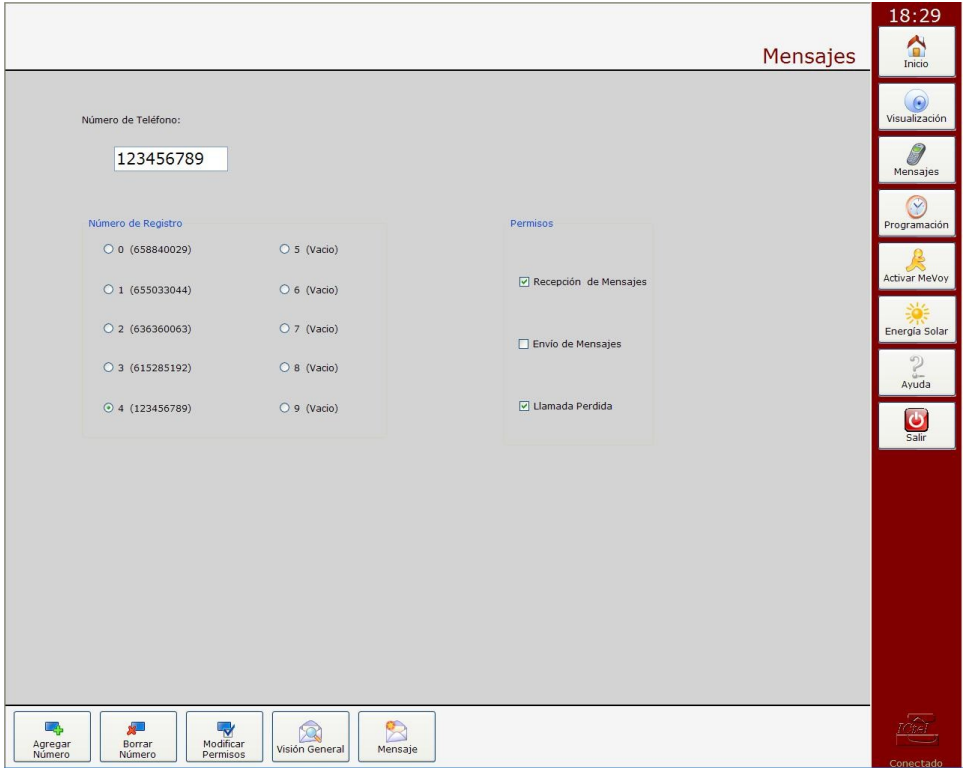 18:29
Mensajes
Inicio
Visualización
Mensajes
Programación
Activar MeVoy
Energía Solar
Ayuda
Salir
Número de Teléfono:
123456789
Número de Registro
0 (658840029)
1 (655033044)
2 (636360063)
3 (615285192)
4 (123456789)
5 (Vacio)
6 (Vacio)
7 (Vacio)
8 (Vacio)
9 (Vacio)
Permisos
Recepción de Mensajes
Envío de Mensajes
Llamada Perdida
Agregar
Número
Borrar
Número
Modificar
Permisos
Visión General
Mensaje
Conectado